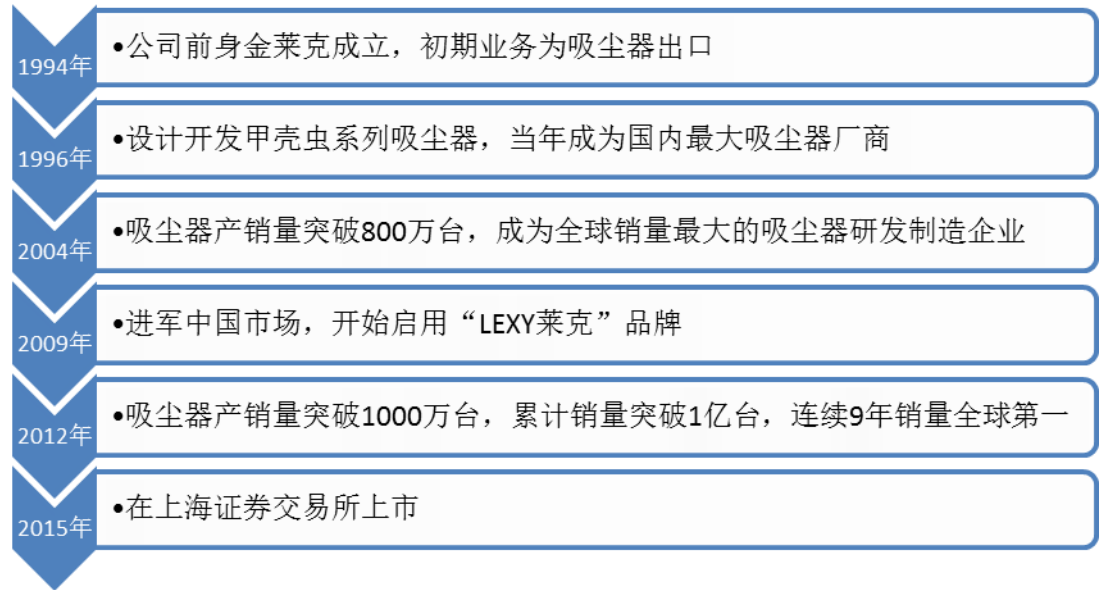 1994年
•公司前身金莱克成立，初期业务为吸尘器出口
1996年
•设计开发甲壳虫系列吸尘器，当年成为国内最大吸尘器厂商
2004年
•吸尘器产销量突破800万台，成为全球销量最大的吸尘器研发制造企业
2009年
•进军中国市场，开始启用“LEXY莱克”品牌
2012年
•吸尘器产销量突破1000万台，累计销量突破1亿台，连续9年销量全球第一
2015年
•在上海证券交易所上市